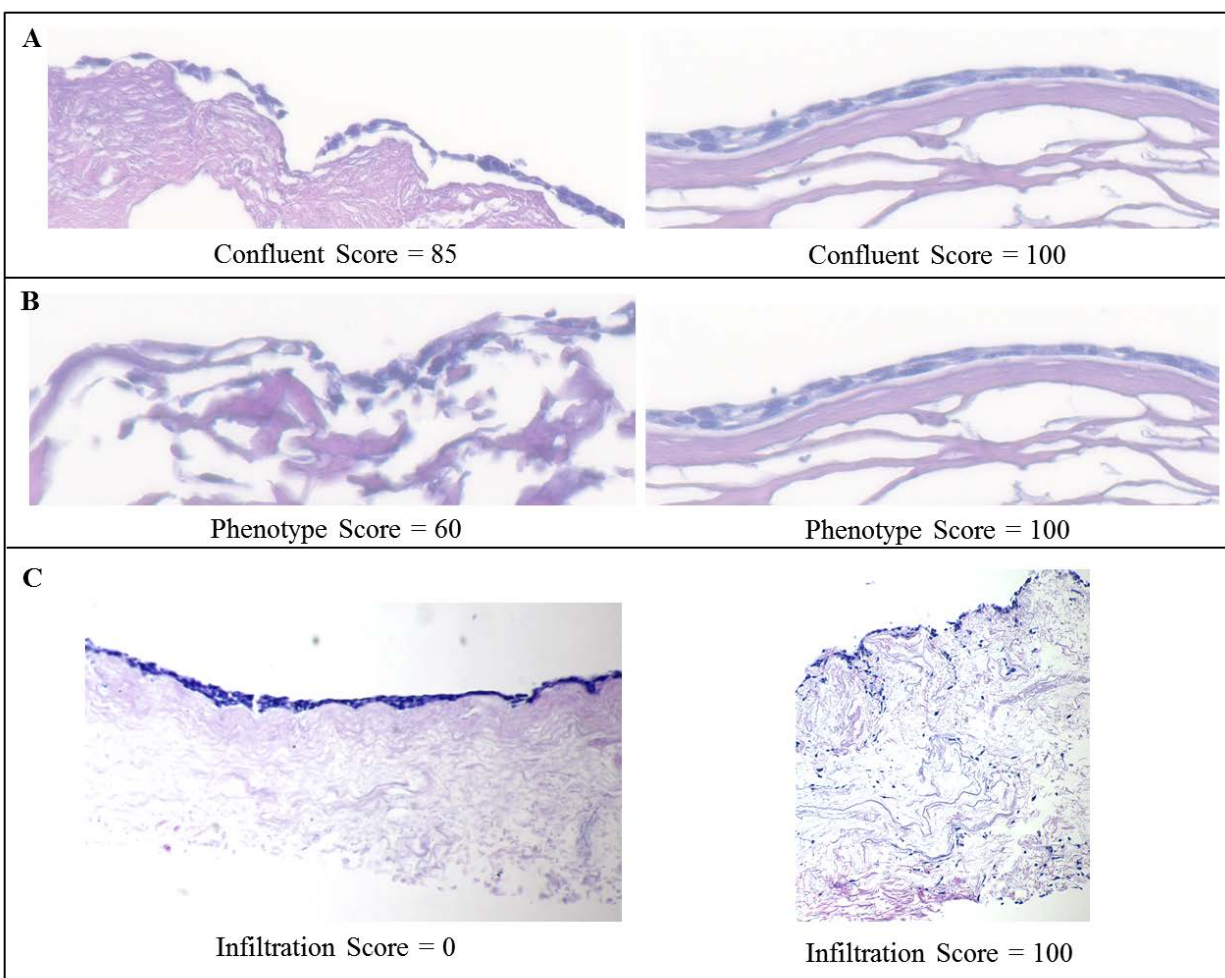 A
Confluent Score = 85
Confluent Score = 100
B
Phenotype Score = 60
Phenotype Score = 100
C
Infiltration Score = 0
Infiltration Score = 100